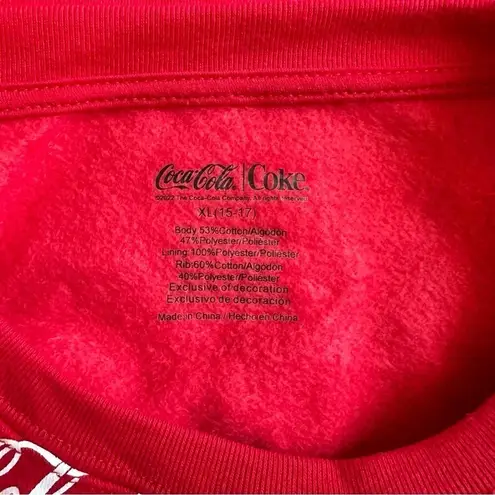 Coca-Cola. | Coke.
©2022 The Coca-Cola Company. All rights reserved.
XL(15-17)
Body 53%Cotton/Algodon
47%Polyester/Poliester
Lining: 100%Polyester/Poliester
Rib:60%Cotton/Algodon
40%Polyester/Poliester
Exclusive of decoration
Exclusivo de decoración
Made in China / Hecho en China